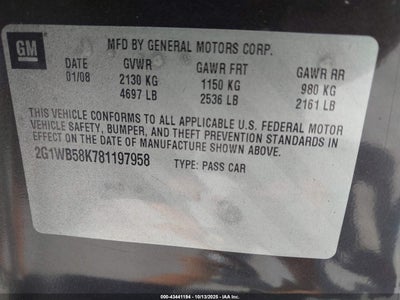 GM
MFD BY GENERAL MOTORS CORP.
DATE GVWR GAWR FRT GAWR RR
01/08 2130 KG 1150 KG 980 KG
4697 LB 2536 LB 2161 LB
THIS VEHICLE CONFORMS TO ALL APPLICABLE U.S. FEDERAL MOTOR
VEHICLE SAFETY, BUMPER, AND THEFT PREVENTION STANDARDS IN
EFFECT ON THE DATE OF MANUFACTURE SHOWN ABOVE.
2G1WB58K781197958 TYPE: PASS CAR
000-43441194 - 10/13/2025 -